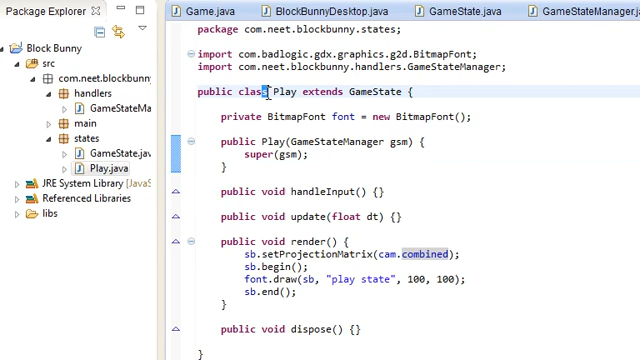 Package Explorer
Block Bunny
src
com.neet.blockbunny
handlers
GameStateMa
main
states
GameState.jav
Play.java
JRE System Library [JavaS
Referenced Libraries
libs
Game.java
BlockBunnyDesktop.java
GameState.java
GameStateManager.j
package com.neet.blockbunny.states;
import com.badlogic.gdx.graphics.g2d.BitmapFont;
import com.neet.blockbunny.handlers.GameStateManager;
public class Play extends GameState {
private BitmapFont font = new BitmapFont();
public Play(GameStateManager gsm) {
super(gsm);
}
public void handleInput() {}
public void update(float dt) {}
public void render() {
sb.setProjectionMatrix(cam.combined);
sb.begin();
font.draw(sb, "play state", 100, 100);
sb.end();
}
public void dispose() {}
}